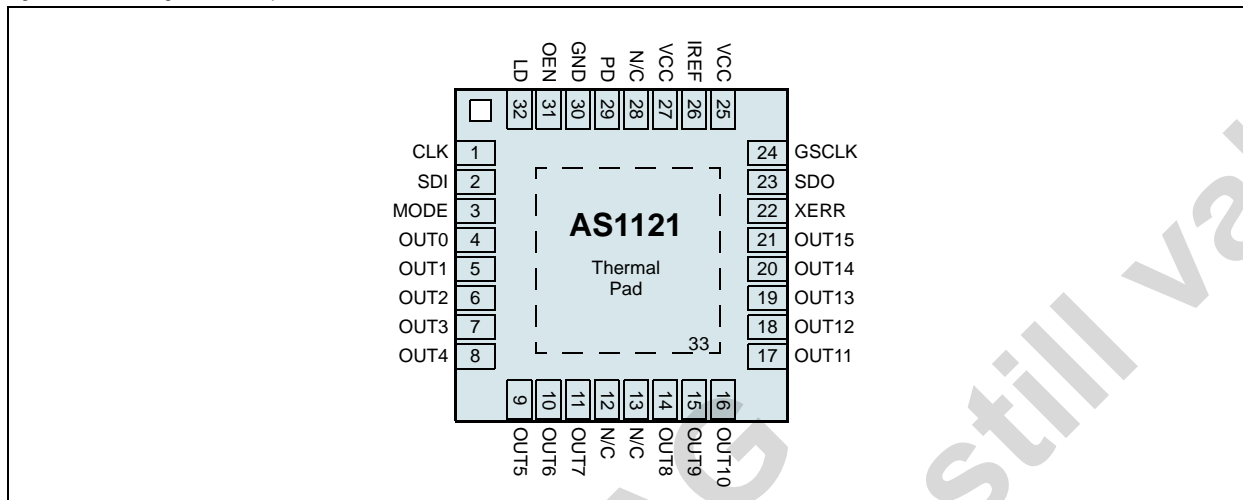 LD OEN GND PD N/C VCC IREF VCC
32 31 30 29 28 27 26 25
CLK 1
SDI 2
MODE 3
OUT0 4
OUT1 5
OUT2 6
OUT3 7
OUT4 8
AS1121
Thermal
Pad
33
24 GSCLK
23 SDO
22 XERR
21 OUT15
20 OUT14
19 OUT13
18 OUT12
17 OUT11
9 10 11 12 13 14 15 16
OUT5 OUT6 OUT7 N/C N/C OUT8 OUT9 OUT10
still